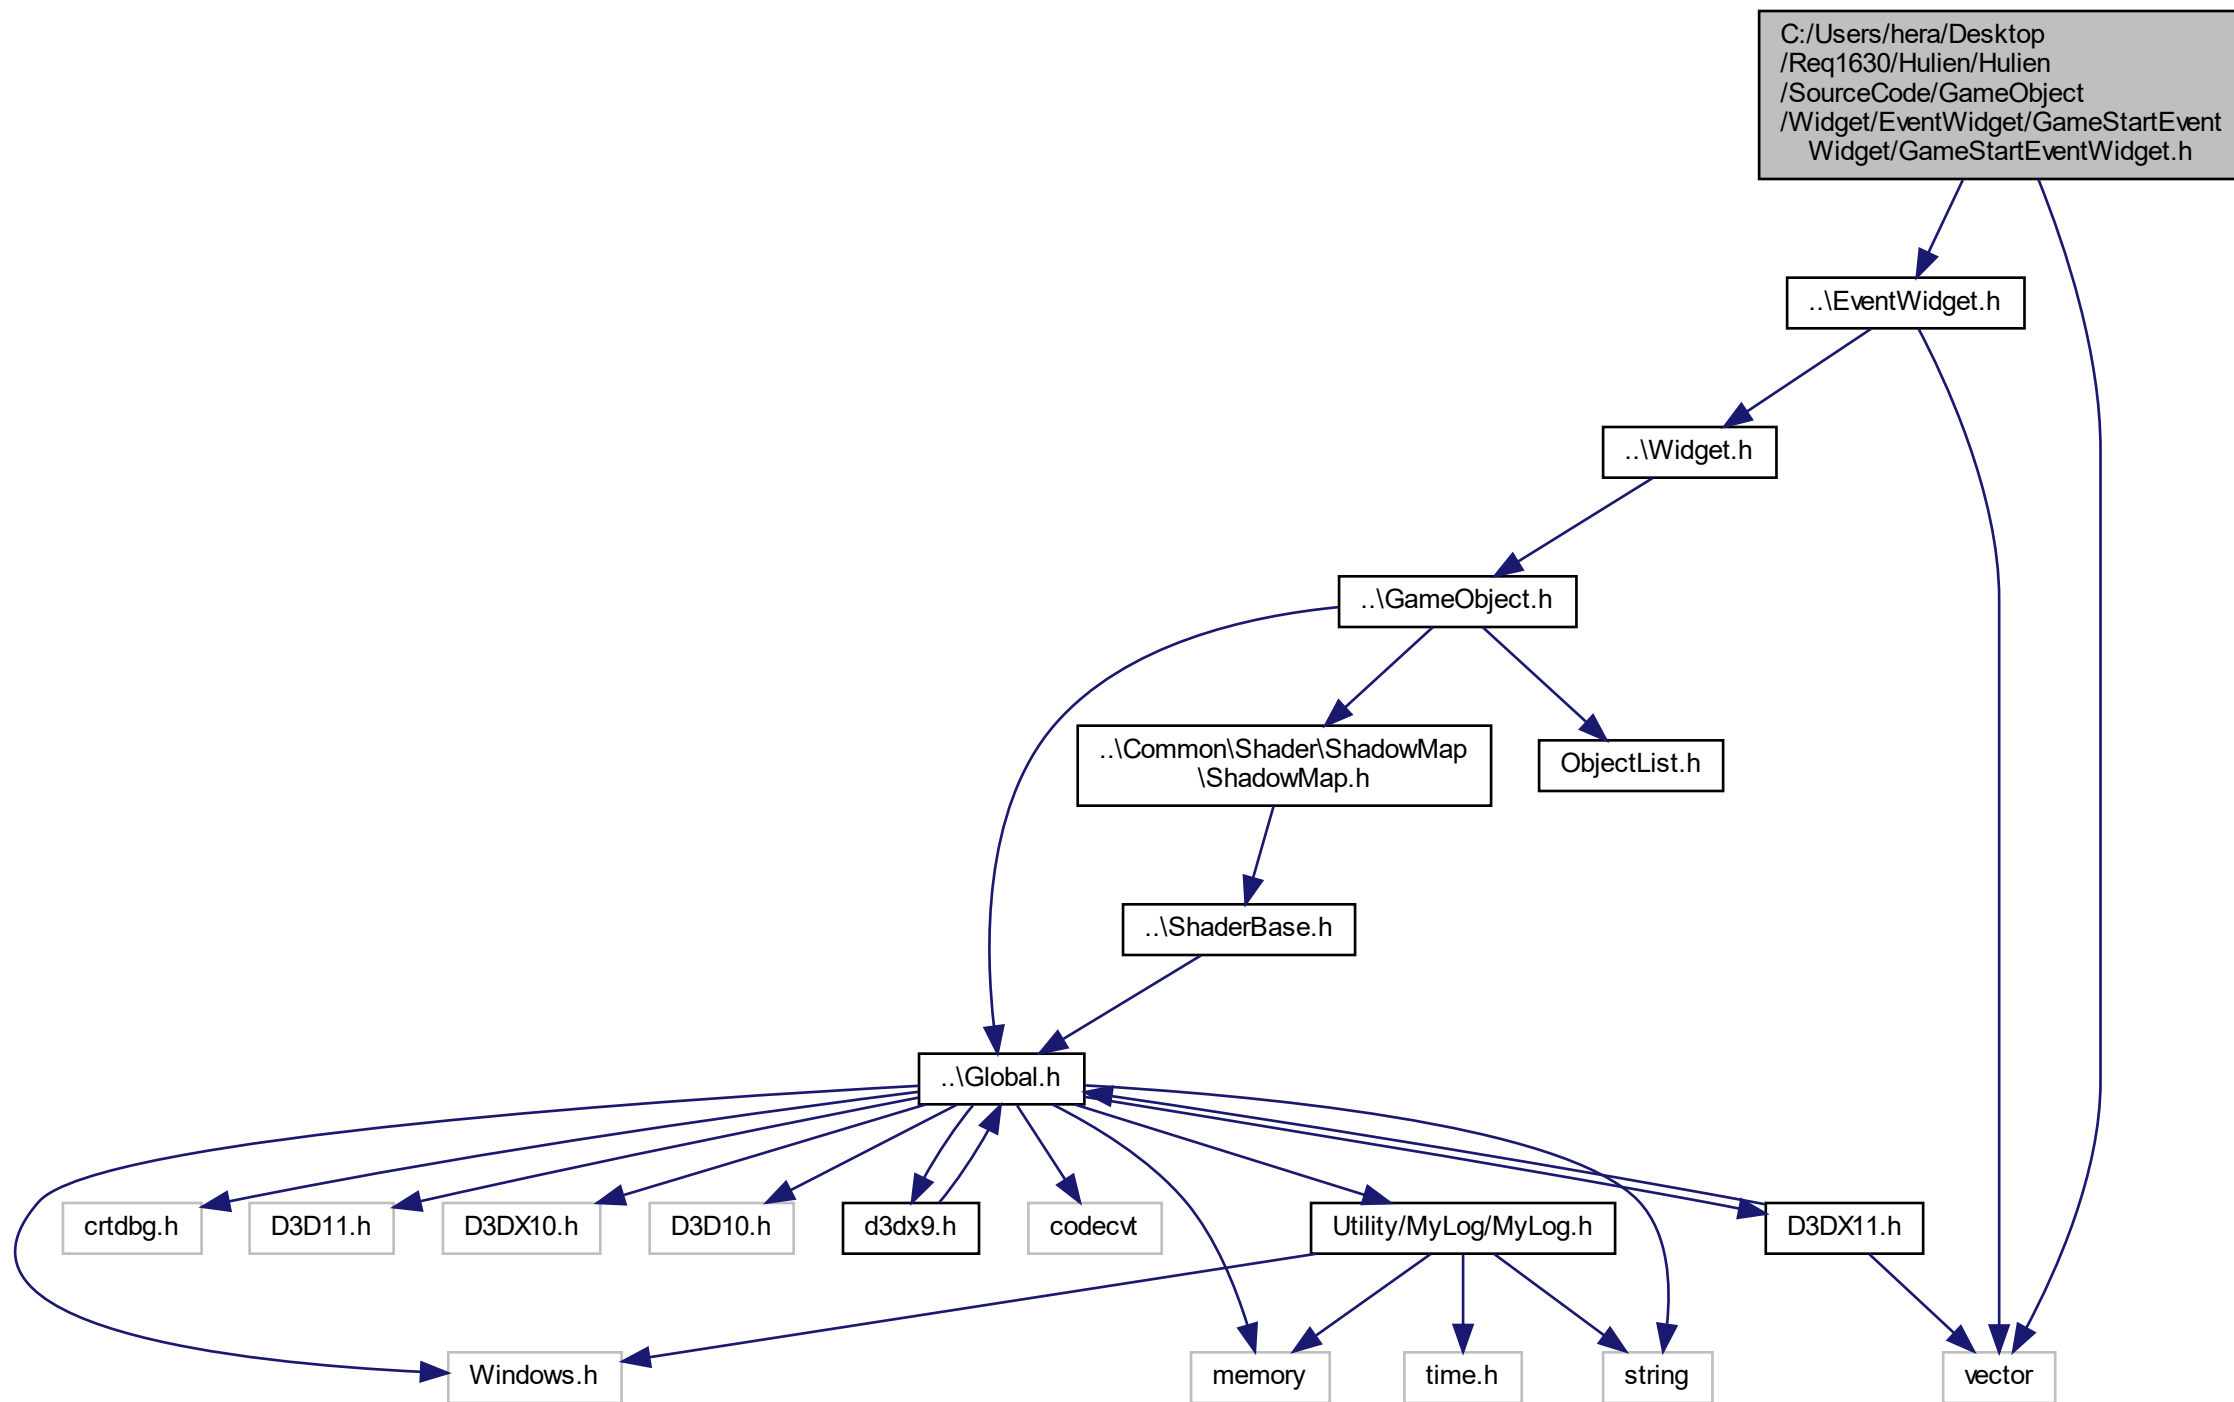 C:/Users/hera/Desktop
/Req1630/Hulien/Hulien
/SourceCode/GameObject
/Widget/EventWidget/GameStartEvent
Widget/GameStartEventWidget.h
..\EventWidget.h
..\Widget.h
..\GameObject.h
..\Common\Shader\ShadowMap
\ShadowMap.h
ObjectList.h
..\ShaderBase.h
..\Global.h
crtdbg.h
D3D11.h
D3DX10.h
D3D10.h
d3dx9.h
codecvt
Utility/MyLog/MyLog.h
D3DX11.h
Windows.h
memory
time.h
string
vector